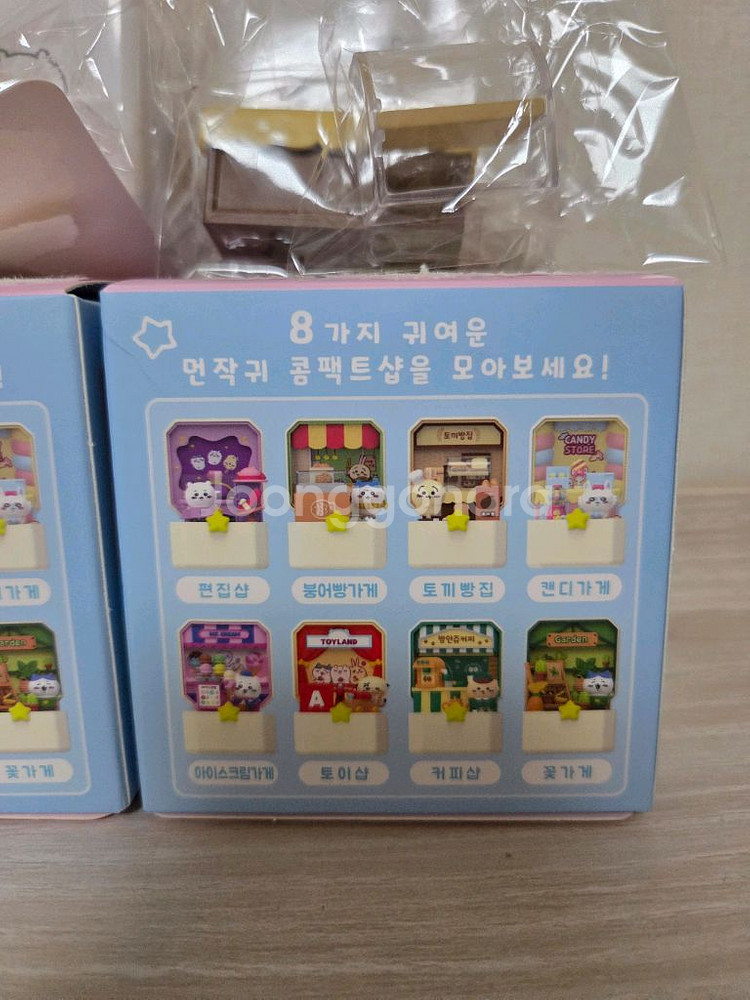 8가지 귀여운
먼작귀 콤팩트샵을 모아보세요!
토끼빵집
CANDY
STORE
편집샵
붕어빵가게
토끼빵집
캔디가게
joonggonara
ICE CREAM
TOYLAND
A
Garden
아이스크림가게
토이샵
커피샵
꽃가게
가게
꽃가게